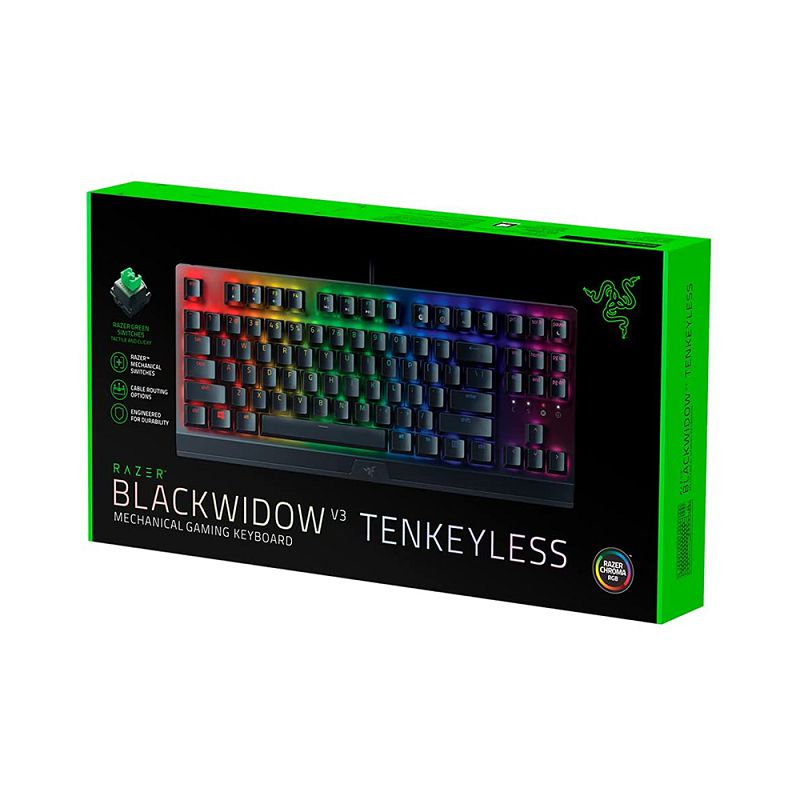 RAZER GREEN
SWITCHES
TACTILE AND CLICKY
RAZER™
MECHANICAL
SWITCHES
CABLE ROUTING
OPTIONS
ENGINEERED
FOR DURABILITY
RAZER™
BLACKWIDOW V3 TENKEYLESS
MECHANICAL GAMING KEYBOARD
RAZER
CHROMA
RGB
RAZER BLACKWIDOW™ TENKEYLESS